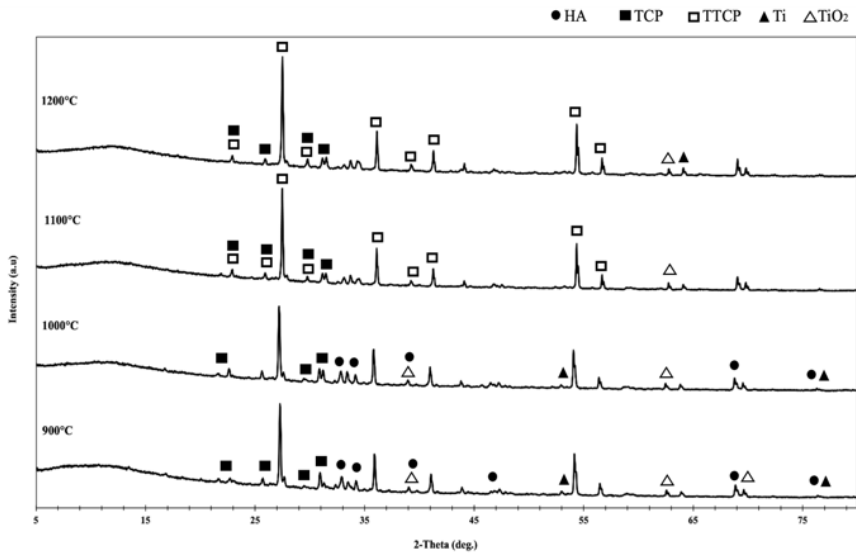 HA TCP TTCP Ti TiO₂
1200°C
1100°C
1000°C
900°C
Intensity (a.u)
5 15 25 35 45 55 65 75
2-Theta (deg.)